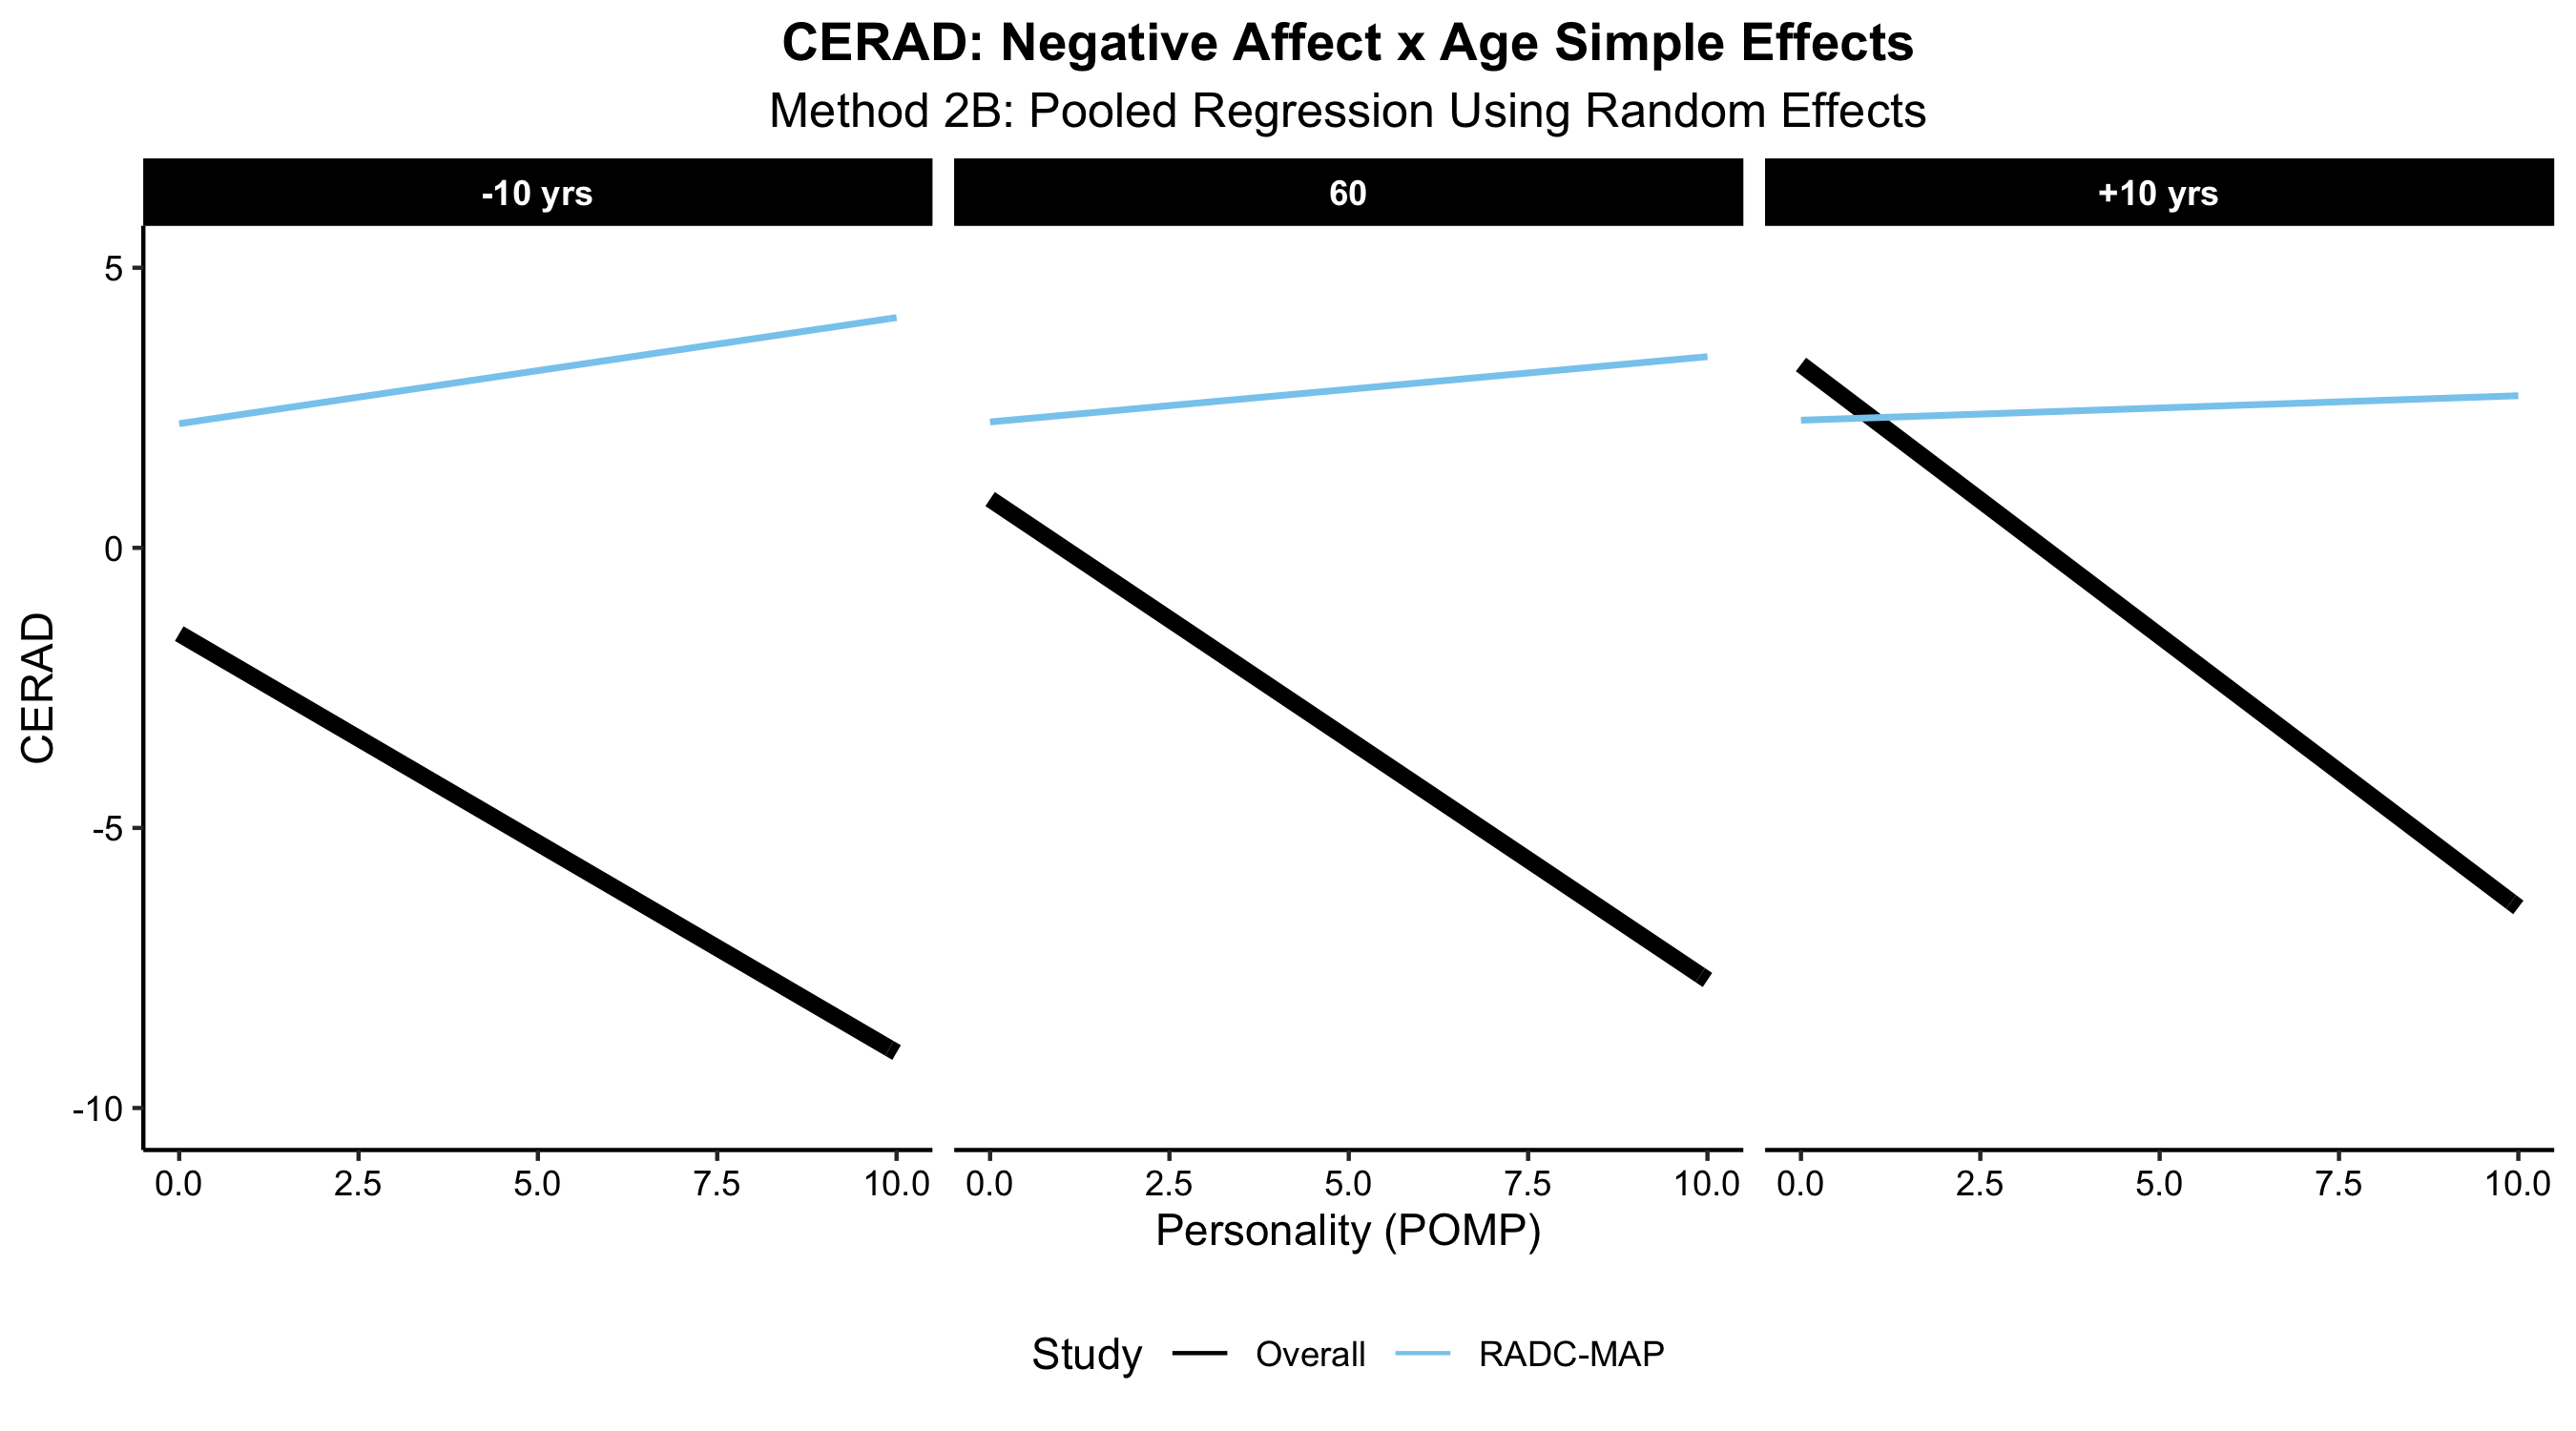 CERAD: Negative Affect x Age Simple Effects
Method 2B: Pooled Regression Using Random Effects
-10 yrs 60 +10 yrs
CERAD
5
0
-5
-10
0.0 2.5 5.0 7.5 10.0 0.0 2.5 5.0 7.5 10.0 0.0 2.5 5.0 7.5 10.0
Personality (POMP)
Study Overall RADC-MAP